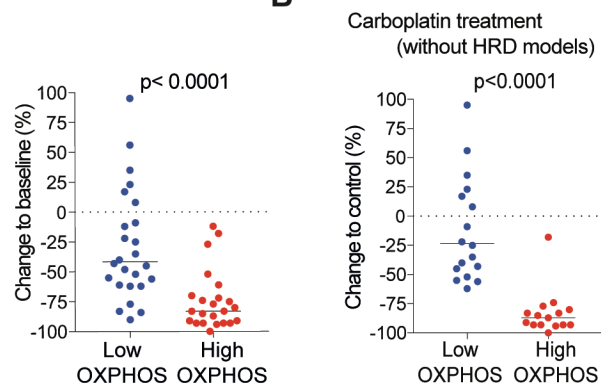 Carboplatin treatment
(without HRD models)
p< 0.0001
100
75
50
25
0
-25
-50
-75
-100
Change to baseline (%)
Low
OXPHOS
High
OXPHOS
p<0.0001
100
75
50
25
0
-25
-50
-75
-100
Change to control (%)
Low
OXPHOS
High
OXPHOS